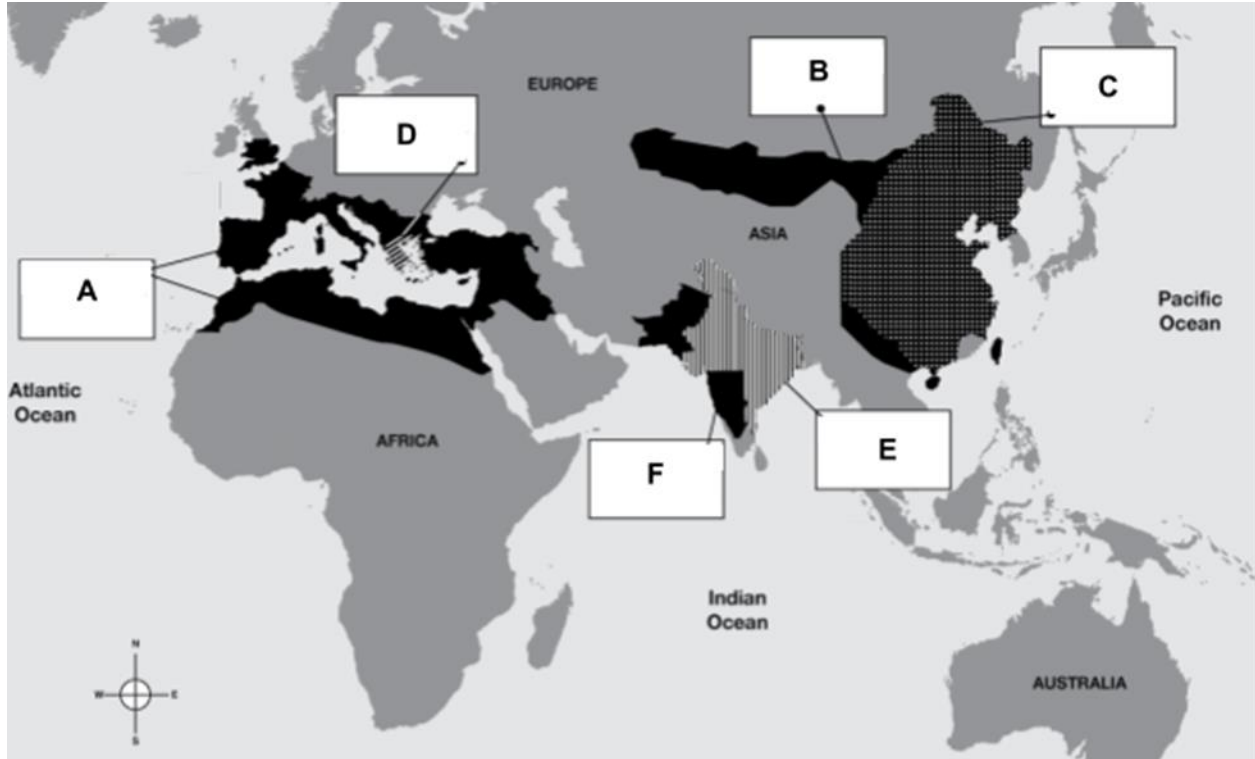 EUROPE
B
C
D
ASIA
A
Pacific
Ocean
Atlantic
Ocean
AFRICA
F
E
Indian
Ocean
N
W
E
S
AUSTRALIA